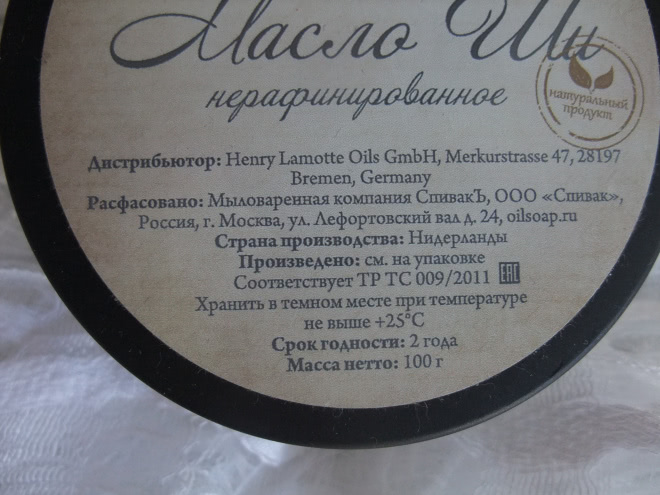 Масло Ши
нерафинированное
натуральный
продукт
Дистрибьютор: Henry Lamotte Oils GmbH, Merkurstrasse 47, 28197
Bremen, Germany
Расфасовано: Мыловаренная компания СпивакЪ, ООО «Спивак»,
Россия, г. Москва, ул. Лефортовский вал д. 24, oilsoap.ru
Страна производства: Нидерланды
Произведено: см. на упаковке
Соответствует ТР ТС 009/2011 EAC
Хранить в темном месте при температуре
не выше +25°С
Срок годности: 2 года
Масса нетто: 100 г